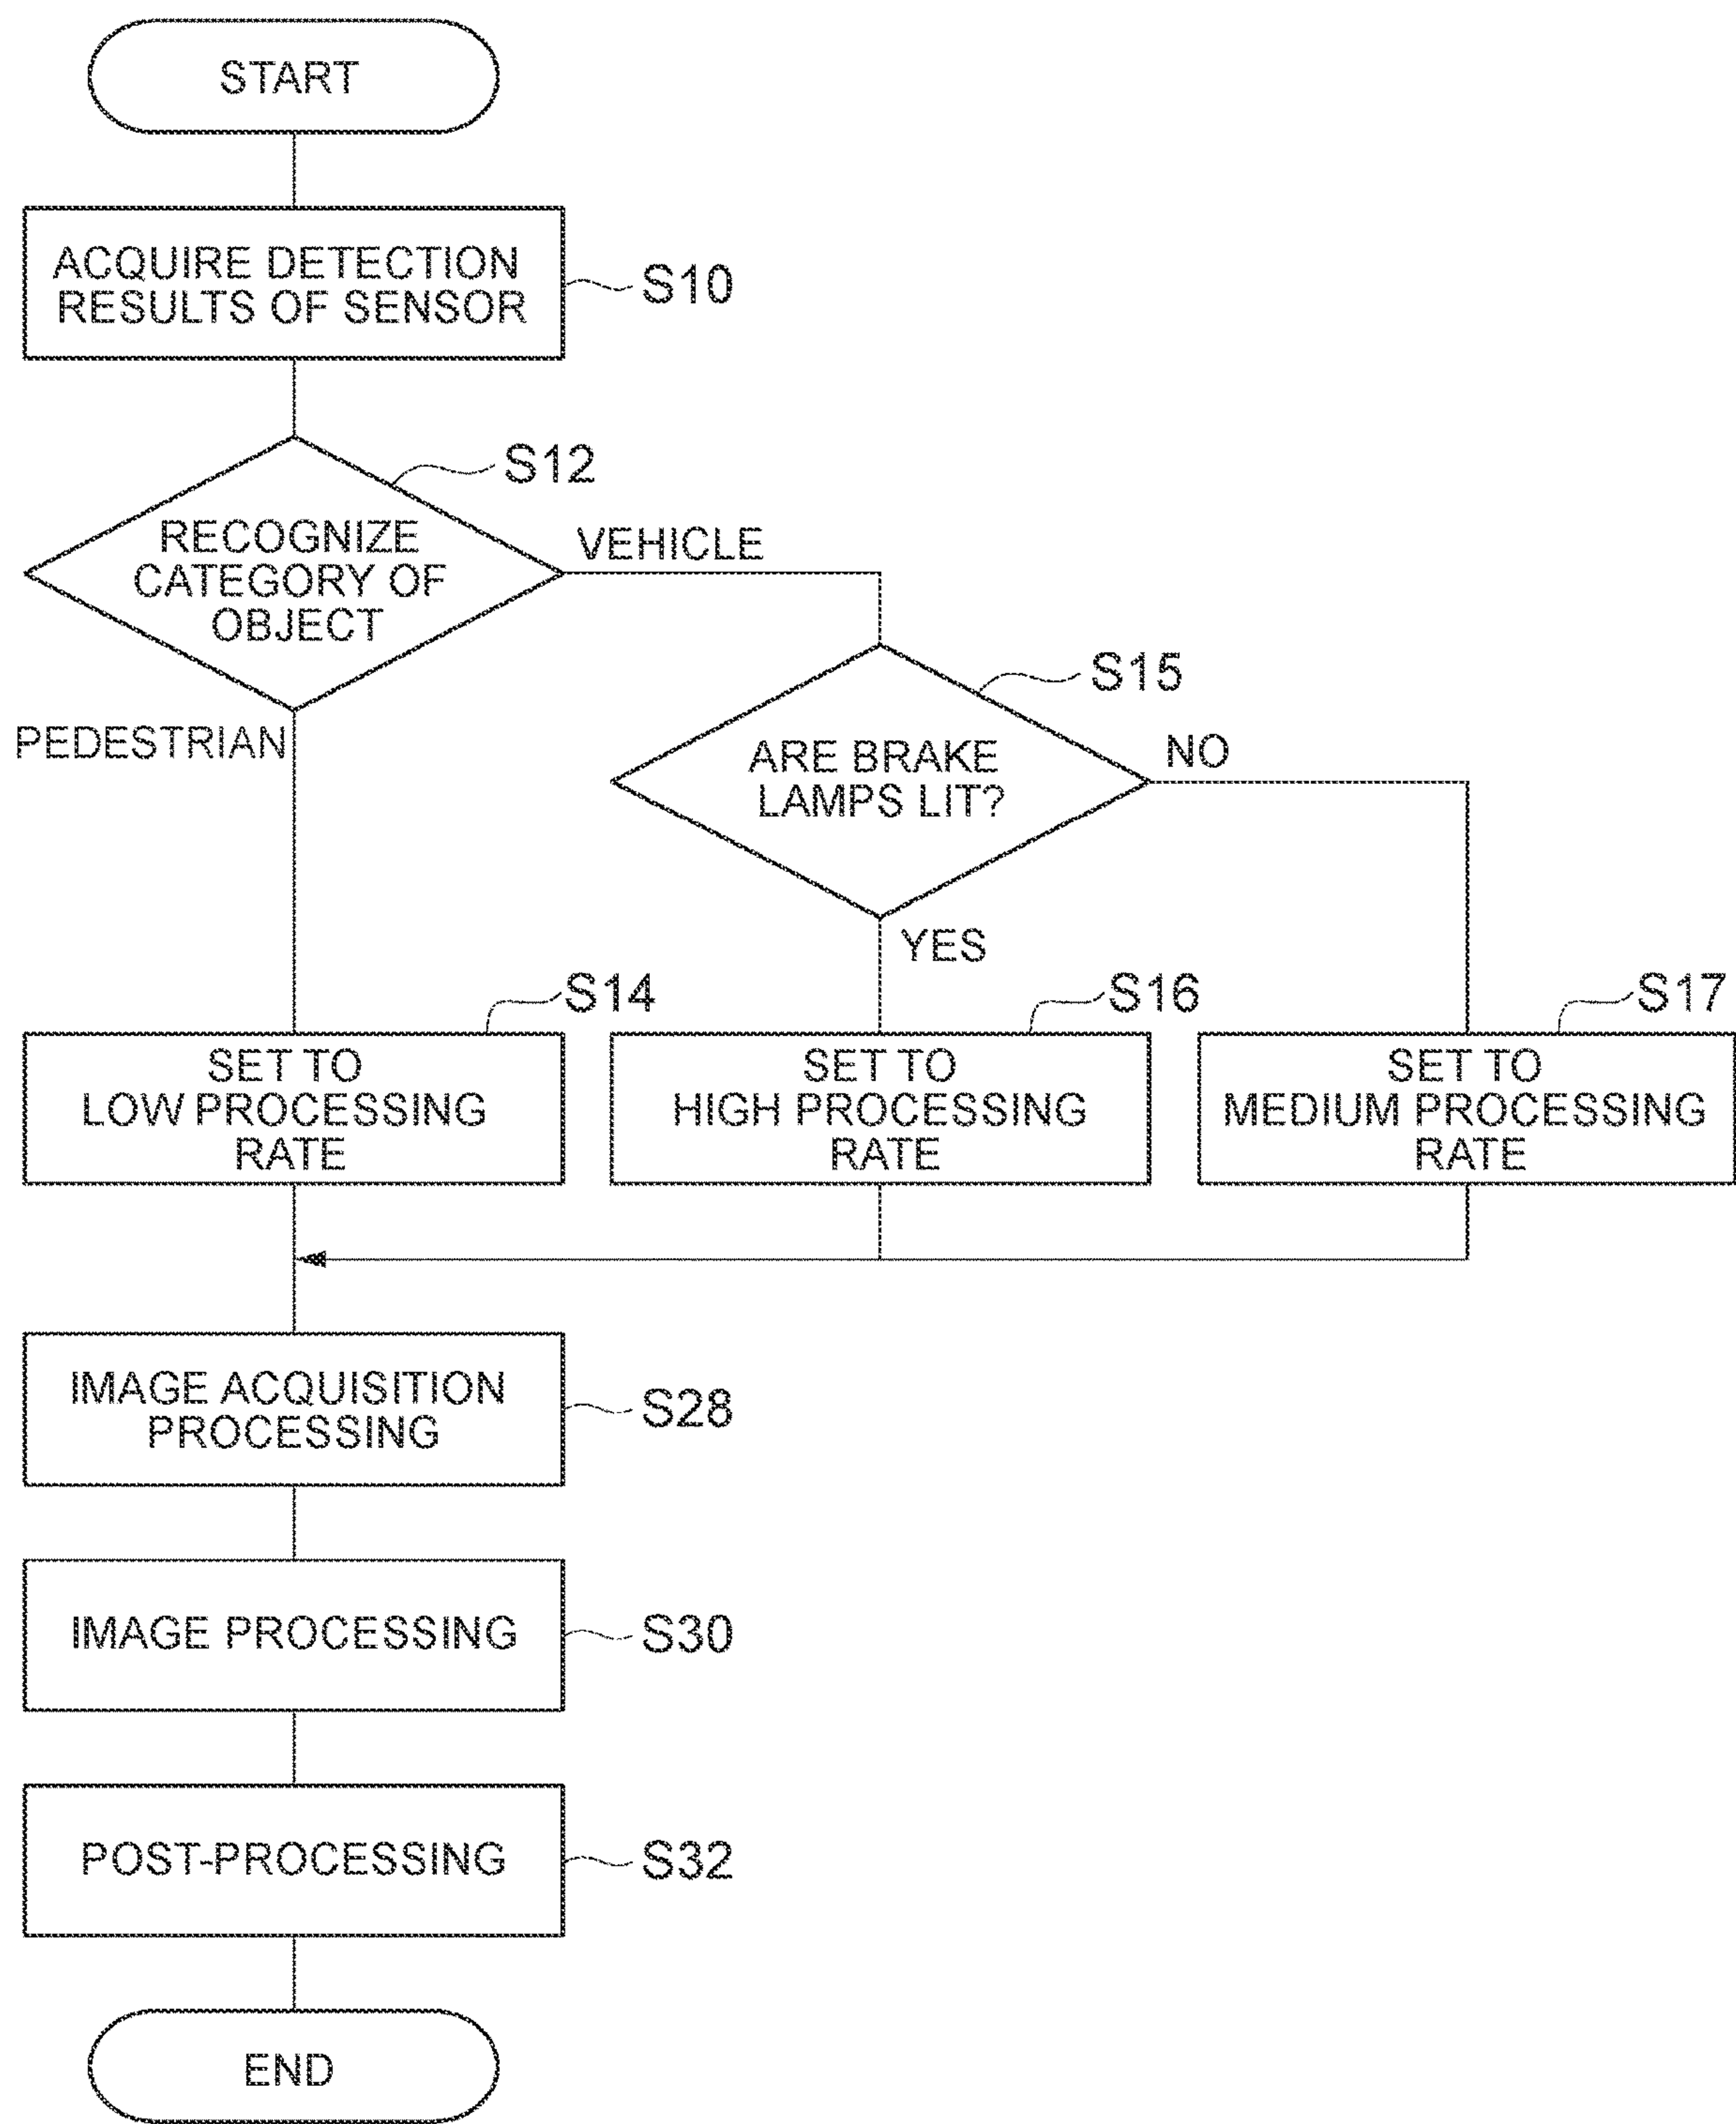 START
ACQUIRE DETECTION
RESULTS OF SENSOR
S10
S12
RECOGNIZE
CATEGORY OF
OBJECT
VEHICLE
PEDESTRIAN
S15
ARE BRAKE
LAMPS LIT?
NO
YES
S14
SET TO
LOW PROCESSING
RATE
S16
SET TO
HIGH PROCESSING
RATE
S17
SET TO
MEDIUM PROCESSING
RATE
IMAGE ACQUISITION
PROCESSING
S28
IMAGE PROCESSING
S30
POST-PROCESSING
S32
END